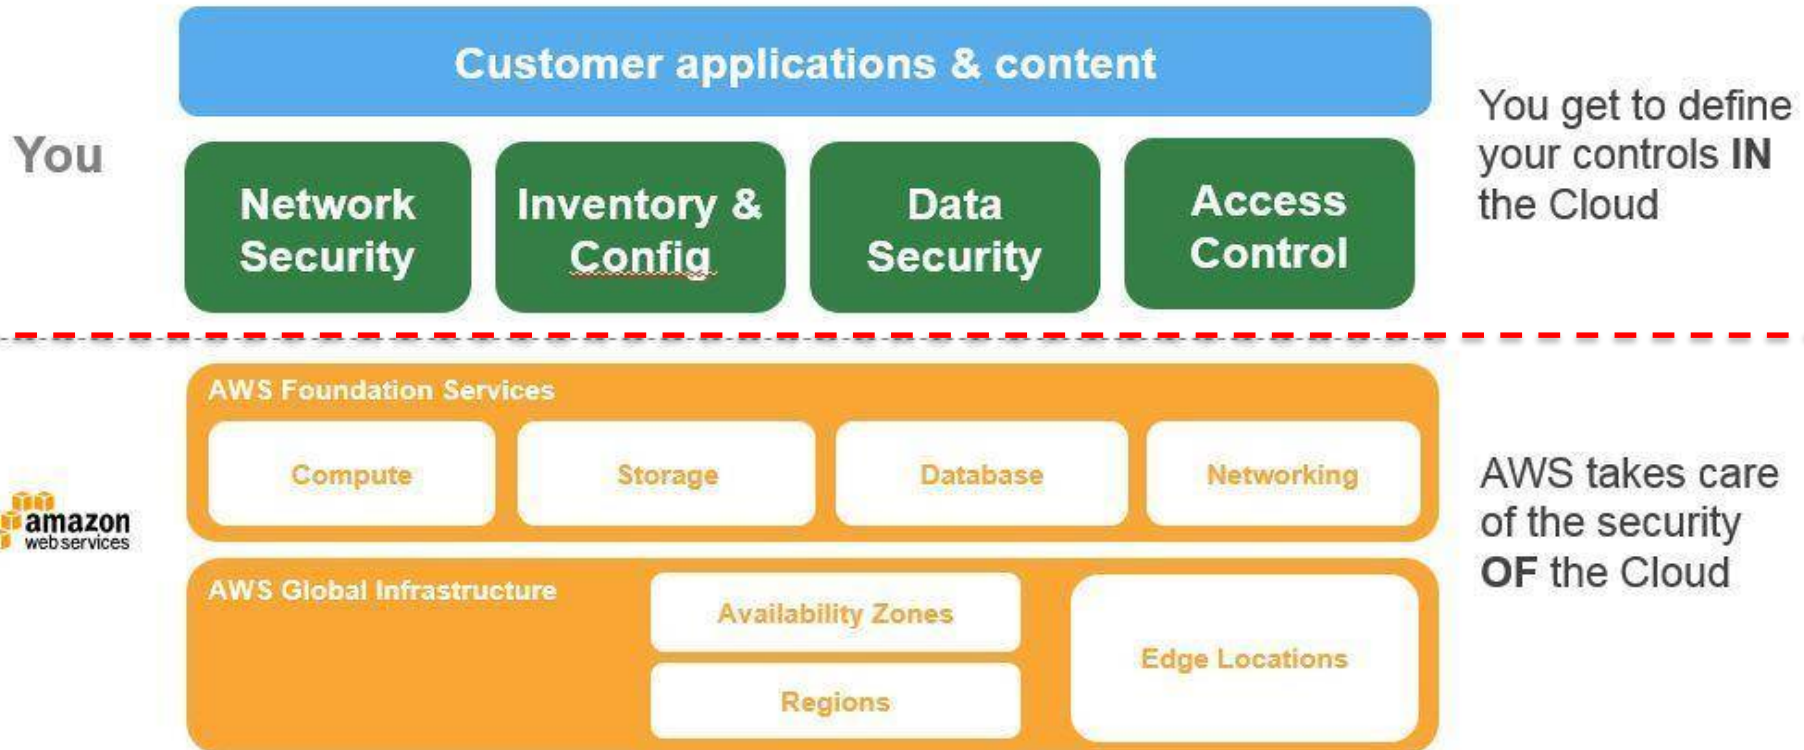 Customer applications & content
You
Network
Security
Inventory &
Config
Data
Security
Access
Control
You get to define
your controls IN
the Cloud
AWS Foundation Services
Compute
Storage
Database
Networking
amazon
webservices
AWS takes care
of the security
OF the Cloud
AWS Global Infrastructure
Availability Zones
Regions
Edge Locations